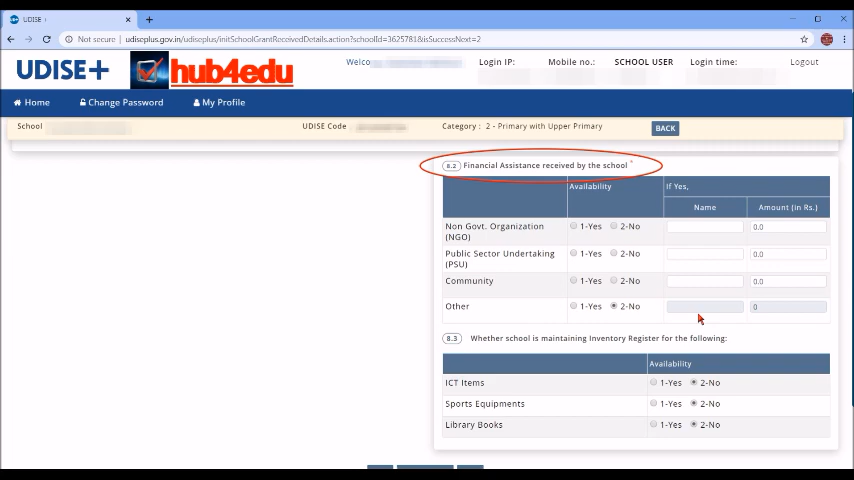 UDISE +
Not secure | udiseplus.gov.in/udiseplus/initSchoolGrantReceivedDetails.action?schoolId=3625781&isSuccessNext=2
UDISE+ hub4edu Welco Login IP: Mobile no.: SCHOOL USER Login time: Logout
Home Change Password My Profile
School UDISE Code Category : 2 - Primary with Upper Primary BACK
8.2 Financial Assistance received by the school *
Availability If Yes,
Name Amount (in Rs.)
Non Govt. Organization (NGO) 1-Yes 2-No 0.0
Public Sector Undertaking (PSU) 1-Yes 2-No 0.0
Community 1-Yes 2-No 0.0
Other 1-Yes 2-No 0
8.3 Whether school is maintaining Inventory Register for the following:
Availability
ICT Items 1-Yes 2-No
Sports Equipments 1-Yes 2-No
Library Books 1-Yes 2-No